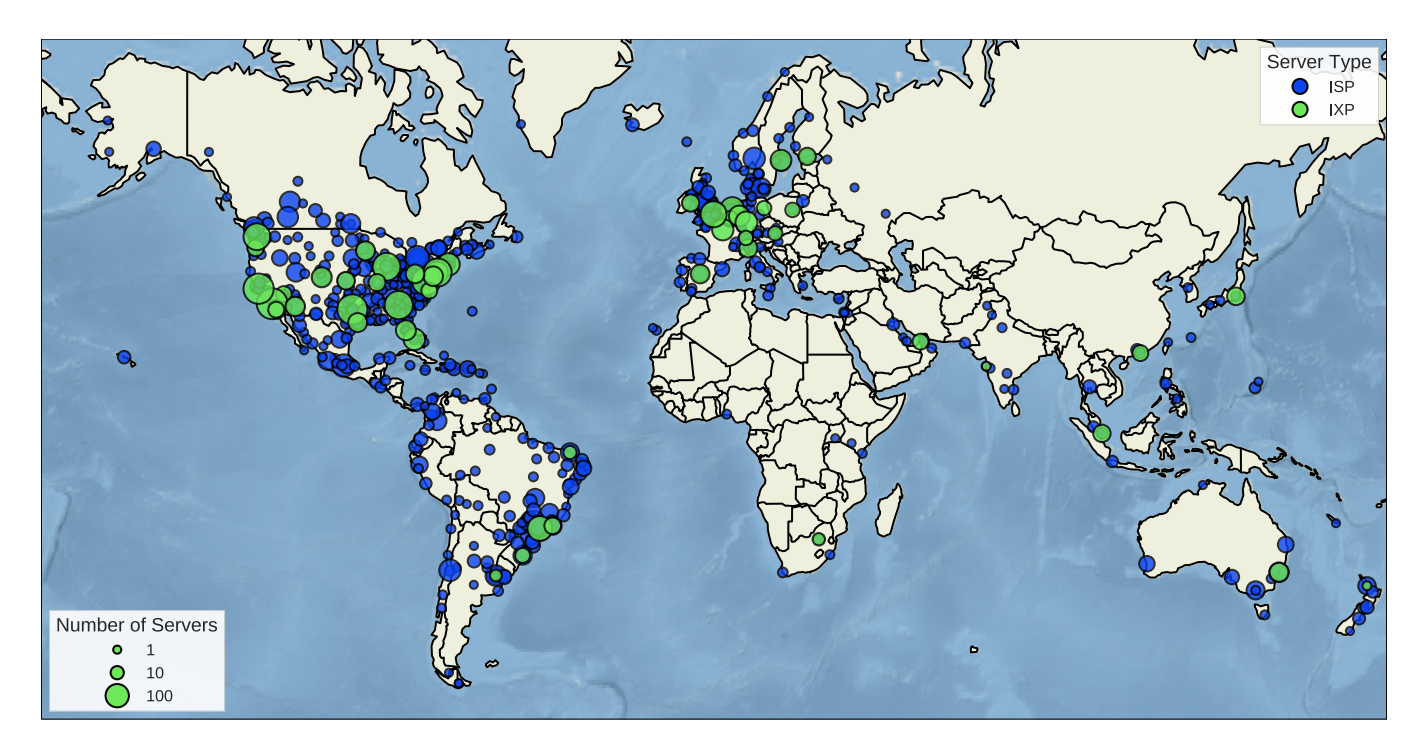 Server Type
ISP
IXP
Number of Servers
1
10
100